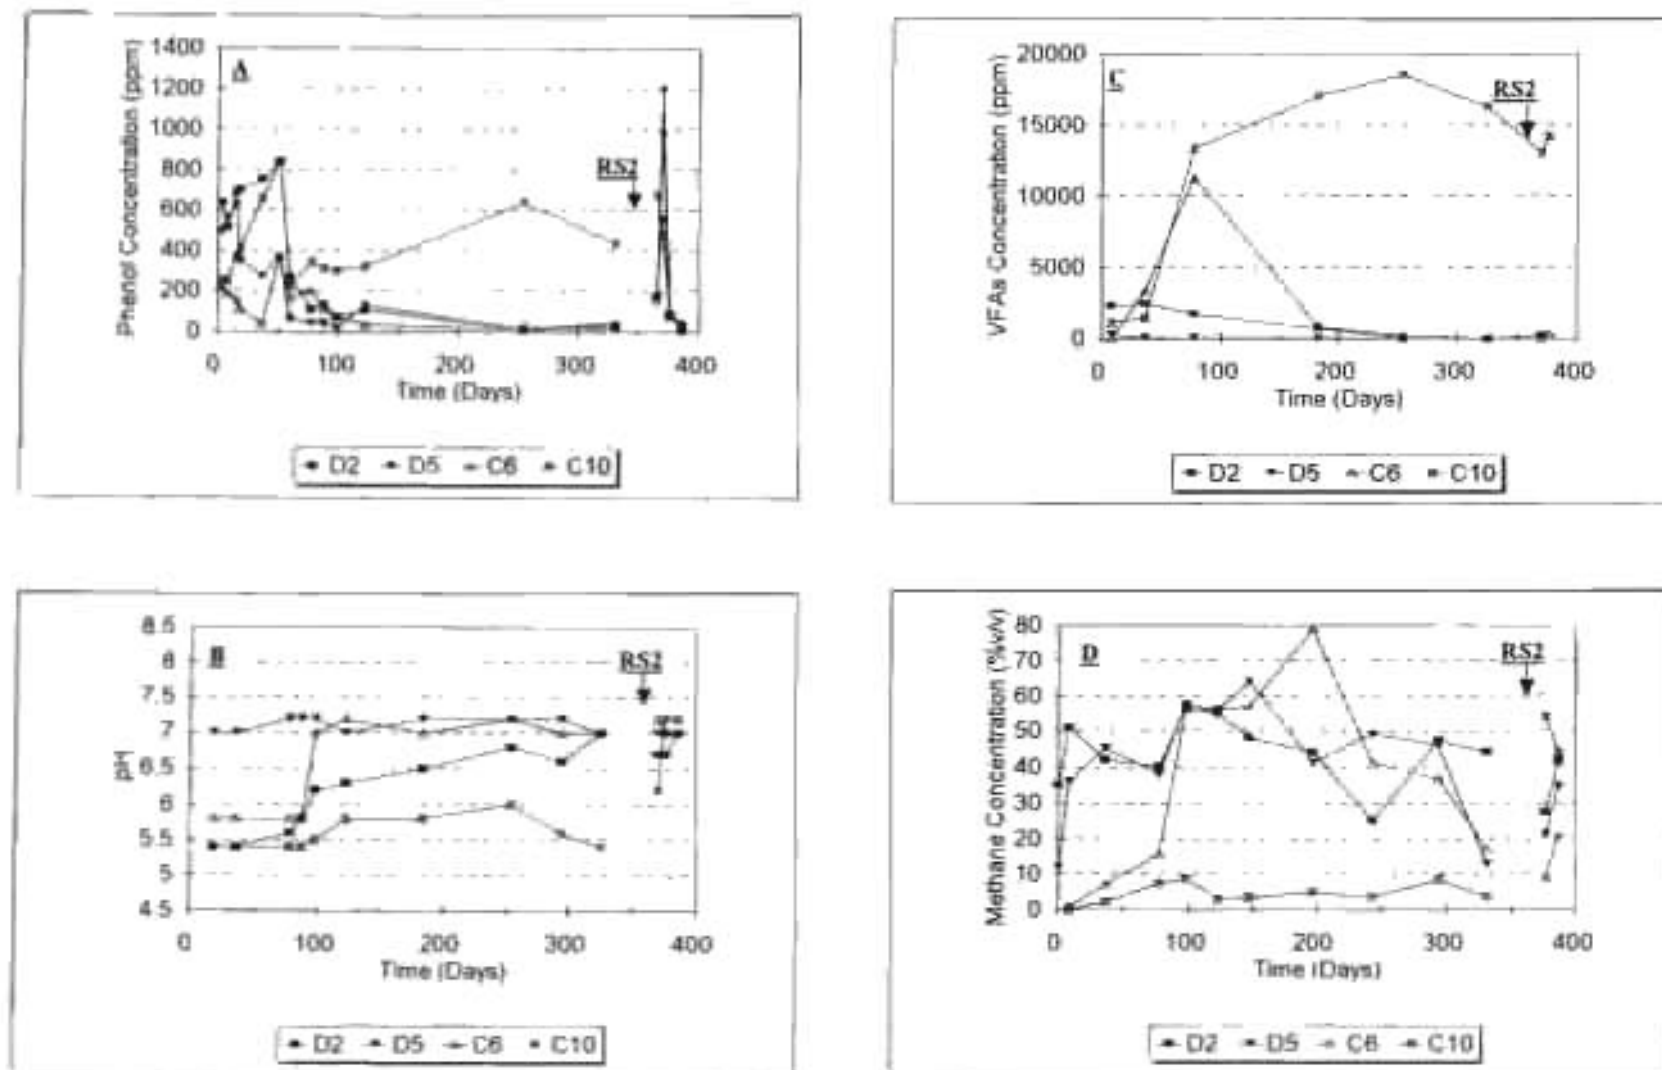 1400
1200
1000
800
600
400
200
0
Phenol Concentration (ppm)
A
RS2
0 100 200 300 400
Time (Days)
D2 D5 C6 C10
20000
15000
10000
5000
0
VFAs Concentration (ppm)
C
RS2
0 100 200 300 400
Time (Days)
D2 D5 C6 C10
8.5
8
7.5
7
6.5
6
5.5
5
4.5
pH
B
RS2
0 100 200 300 400
Time (Days)
D2 D5 C6 C10
80
70
60
50
40
30
20
10
0
Methane Concentration (%v/v)
D
RS2
0 100 200 300 400
Time (Days)
D2 D5 C6 C10